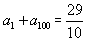 a₁ + a₁₀₀ = 29/10